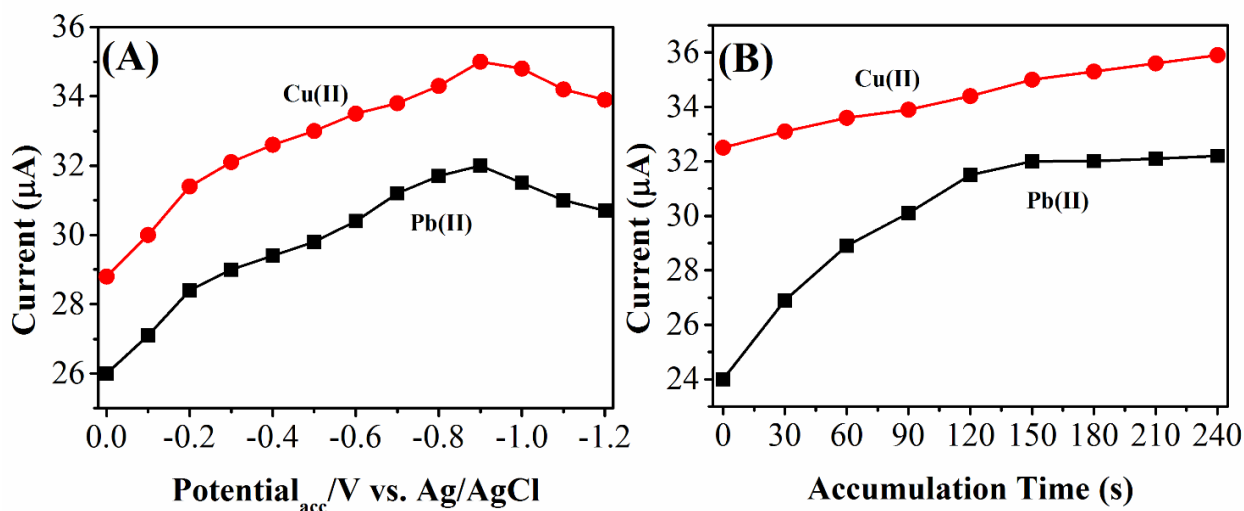 (A)
Current (µA)
36
34
32
30
28
26
Cu(II)
Pb(II)
0.0 -0.2 -0.4 -0.6 -0.8 -1.0 -1.2
Potentialacc/V vs. Ag/AgCl
(B)
Current (µA)
36
34
32
30
28
26
24
Cu(II)
Pb(II)
0 30 60 90 120 150 180 210 240
Accumulation Time (s)